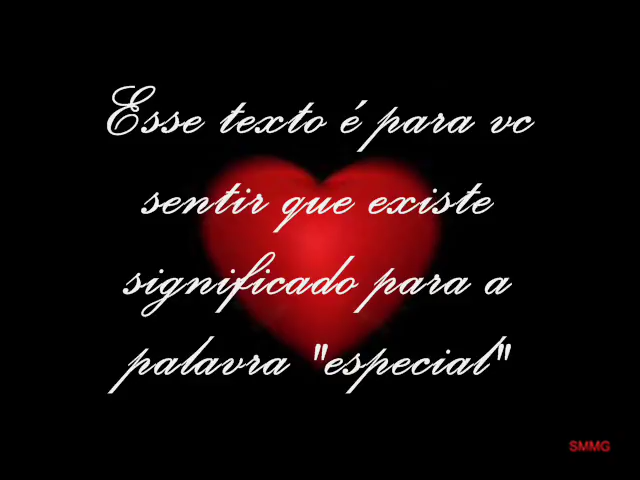 Esse texto é para vc
sentir que existe
significado para a
palavra "especial"
SMMG